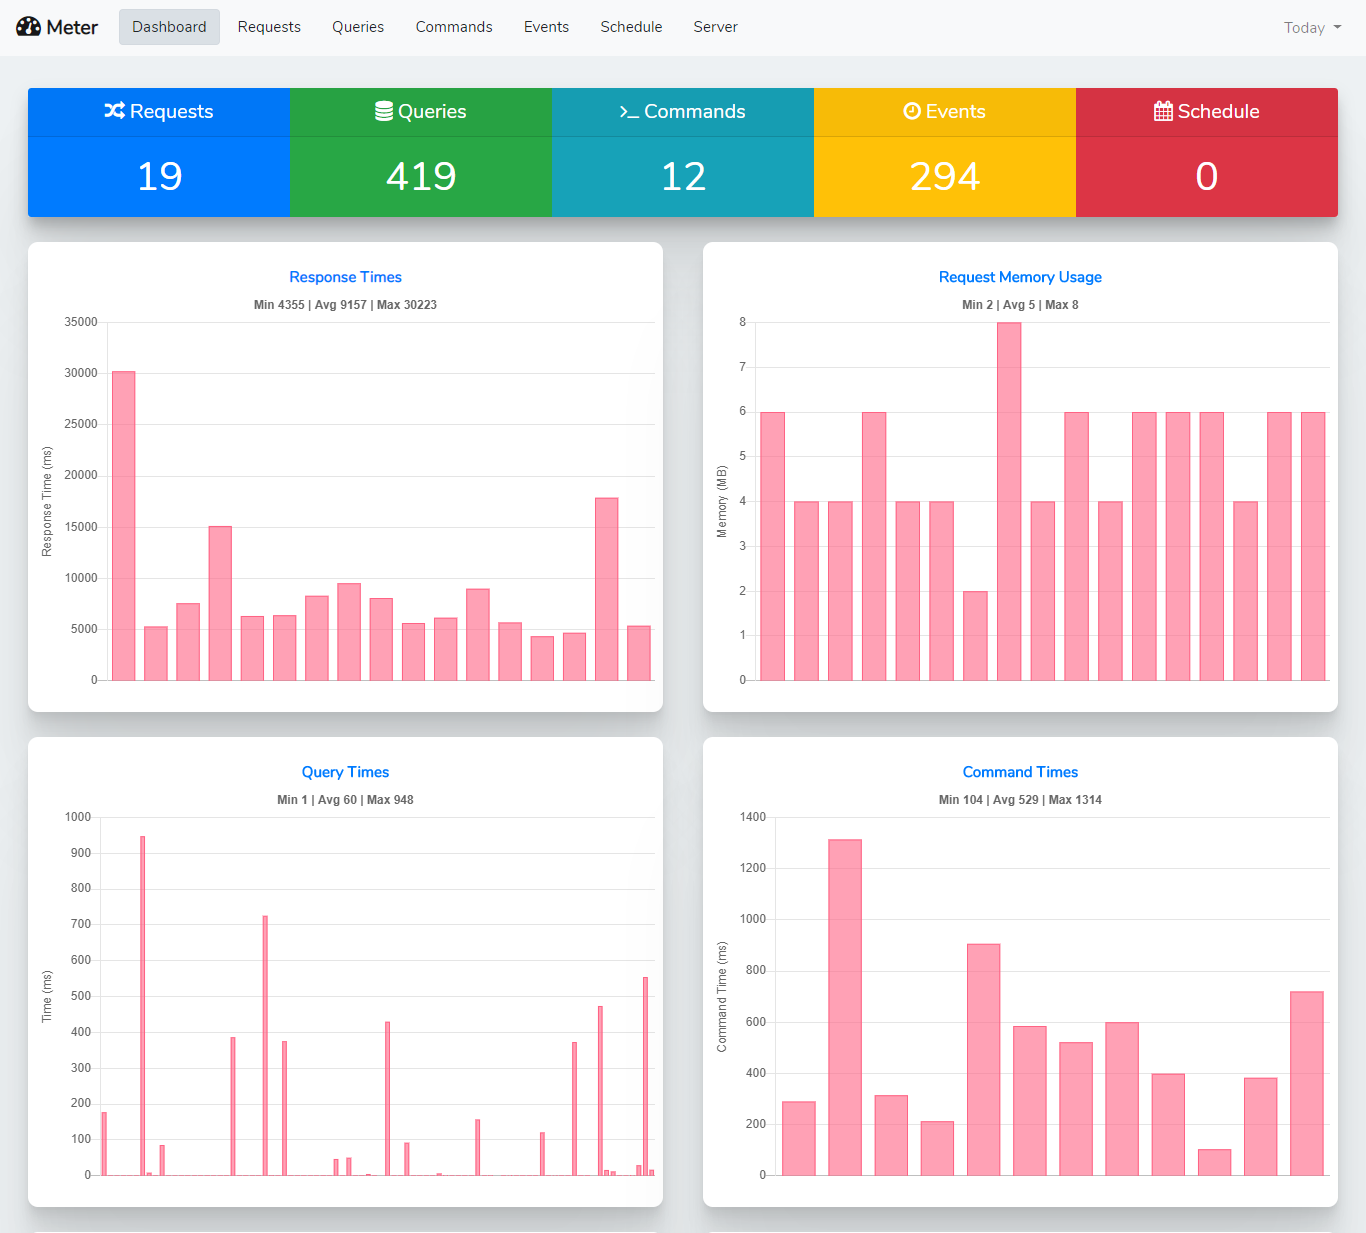 Meter Dashboard Requests Queries Commands Events Schedule Server Today
Requests Queries Commands Events Schedule
19 419 12 294 0
Response Times
Min 4355 | Avg 9157 | Max 30223
35000
30000
25000
20000
15000
10000
5000
0
Response Time (ms)
Request Memory Usage
Min 2 | Avg 5 | Max 8
8
7
6
5
4
3
2
1
0
Memory (MB)
Query Times
Min 1 | Avg 60 | Max 948
1000
900
800
700
600
500
400
300
200
100
0
Time (ms)
Command Times
Min 104 | Avg 529 | Max 1314
1400
1200
1000
800
600
400
200
0
Command Time (ms)